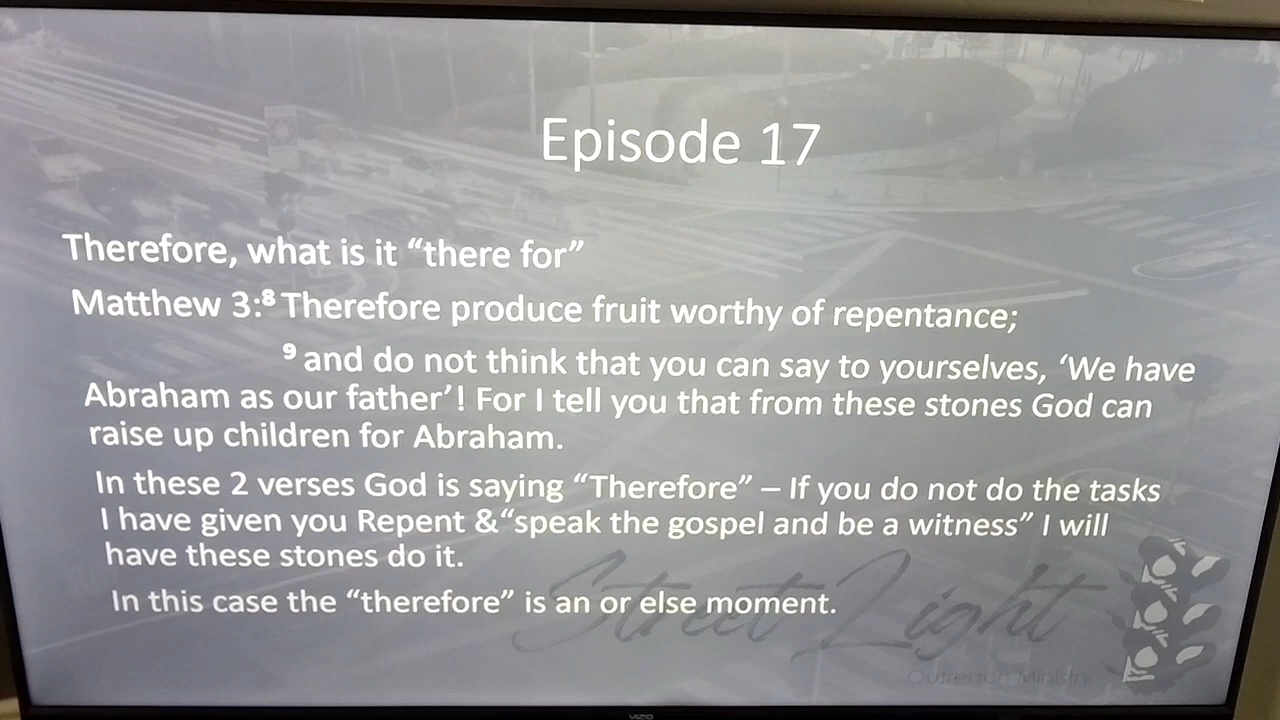 Episode 17
Therefore, what is it “there for”
Matthew 3:⁸ Therefore produce fruit worthy of repentance;
⁹ and do not think that you can say to yourselves, ‘We have
Abraham as our father’! For I tell you that from these stones God can
raise up children for Abraham.
In these 2 verses God is saying “Therefore” – If you do not do the tasks
I have given you Repent &“speak the gospel and be a witness” I will
have these stones do it.
In this case the “therefore” is an or else moment.
Street Light
Outreach Ministry
VIZIO